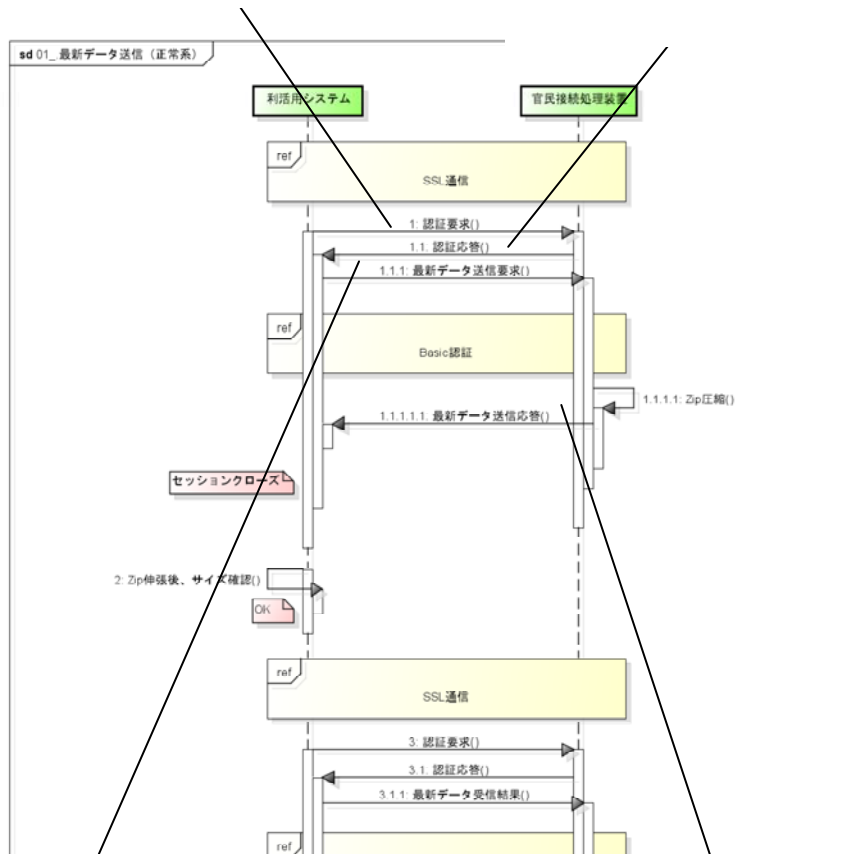 sd 01_最新データ送信（正常系）
利活用システム
官民接続処理装置
ref
SSL通信
1: 認証要求()
1.1. 認証応答()
1.1.1: 最新データ送信要求()
ref
Basic認証
1.1.1.1: Zip圧縮()
1.1.1.1.1. 最新データ送信応答()
セッションクローズ
2: Zip伸張後、サイズ確認()
OK
ref
SSL通信
3: 認証要求()
3.1. 認証応答()
3.1.1: 最新データ受信結果()
ref